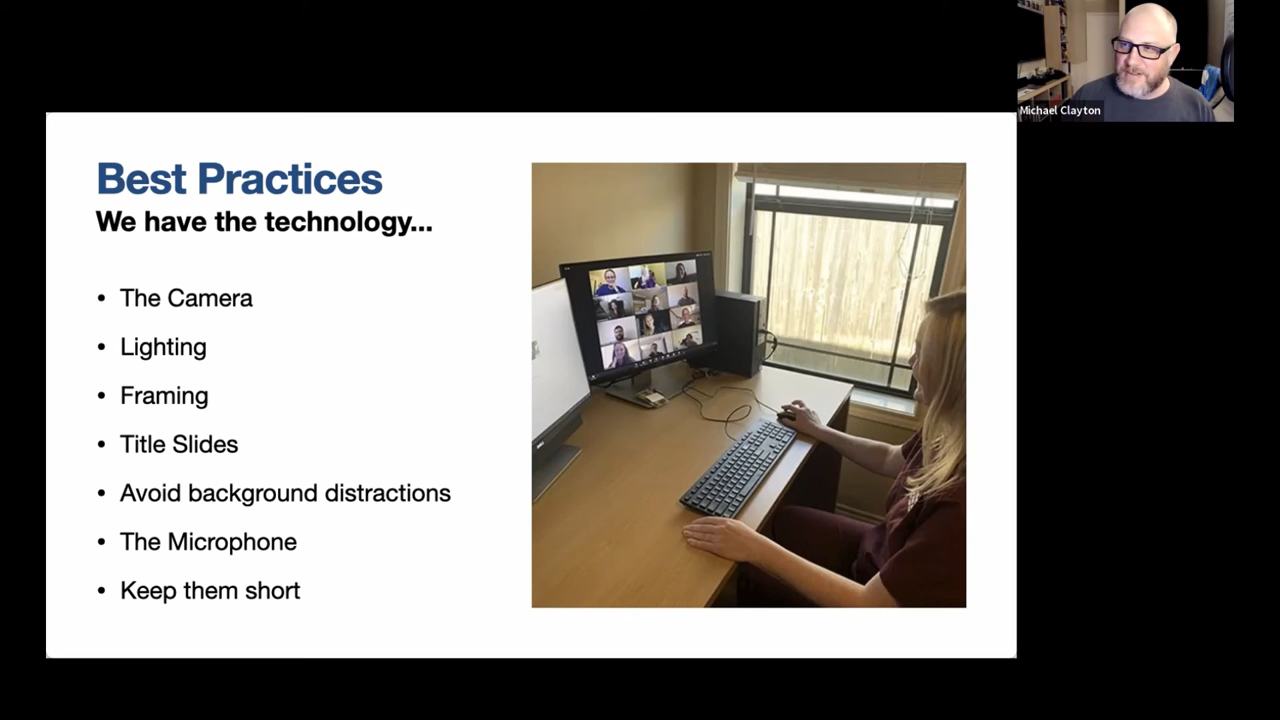 Michael Clayton
Best Practices
We have the technology...
• The Camera
• Lighting
• Framing
• Title Slides
• Avoid background distractions
• The Microphone
• Keep them short